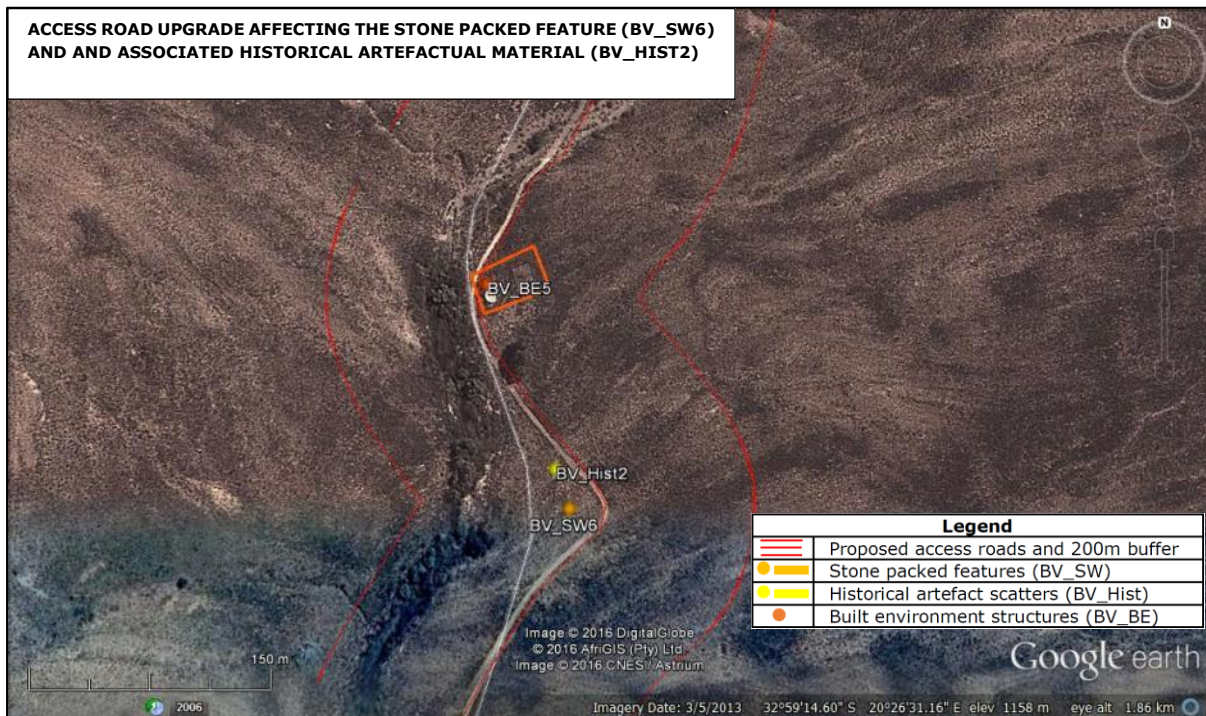 ACCESS ROAD UPGRADE AFFECTING THE STONE PACKED FEATURE (BV_SW6)
AND AND ASSOCIATED HISTORICAL ARTEFACTUAL MATERIAL (BV_HIST2)
N
BV_BE5
BV_Hist2
BV_SW6
Legend
Proposed access roads and 200m buffer
Stone packed features (BV_SW)
Historical artefact scatters (BV_Hist)
Built environment structures (BV_BE)
Image © 2016 DigitalGlobe
© 2016 AfriGIS (Pty) Ltd
Image © 2016 CNES / Astrium
Google earth
150 m
2006
Imagery Date: 3/5/2013 32°59'14.60" S 20°26'31.16" E elev 1158 m eye alt 1.86 km